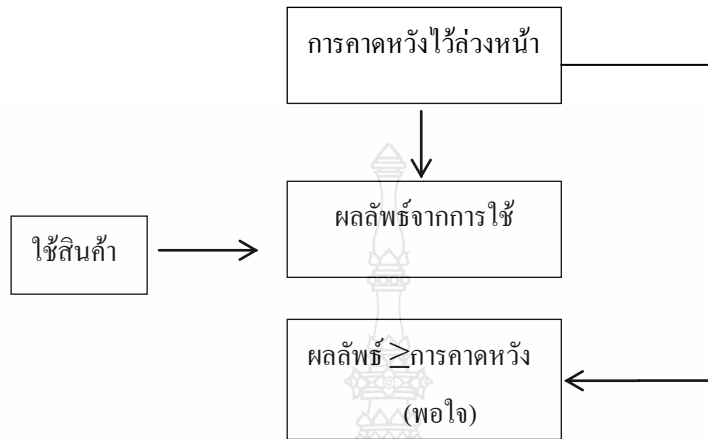 การคาดหวังไว้ล่วงหน้า
ผลลัพธ์จากการใช้
ใช้สินค้า
ผลลัพธ์ ≥การคาดหวัง
(พอใจ)